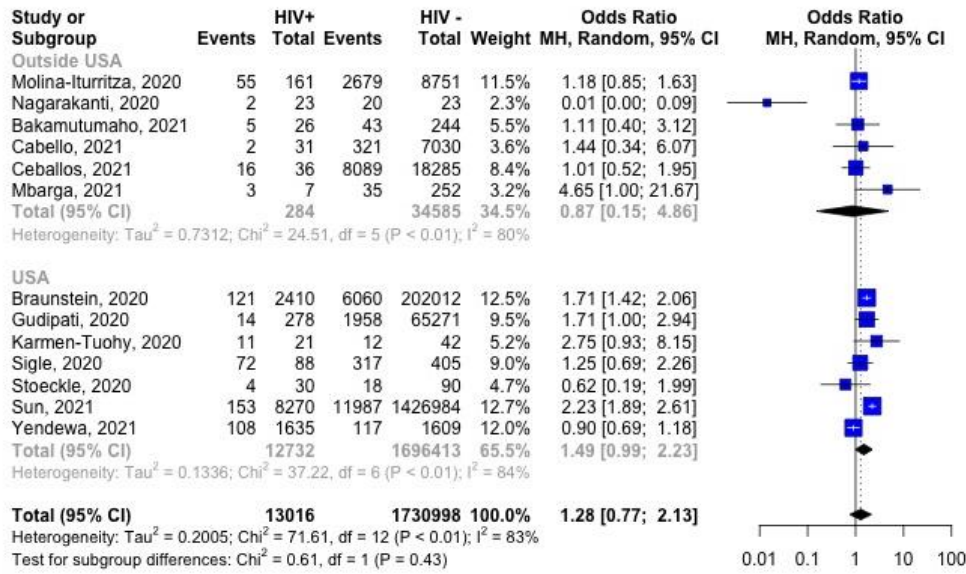 Study or HIV+ HIV - Odds Ratio Odds Ratio
Subgroup Events Total Events Total Weight MH, Random, 95% CI MH, Random, 95% CI
Outside USA
Molina-Iturritza, 2020 55 161 2679 8751 11.5% 1.18 [0.85; 1.63]
Nagarakanti, 2020 2 23 20 23 2.3% 0.01 [0.00; 0.09]
Bakamutumaho, 2021 5 26 43 244 5.5% 1.11 [0.40; 3.12]
Cabello, 2021 2 31 321 7030 3.6% 1.44 [0.34; 6.07]
Ceballos, 2021 16 36 8089 18285 8.4% 1.01 [0.52; 1.95]
Mbarga, 2021 3 7 35 252 3.2% 4.65 [1.00; 21.67]
Total (95% CI) 284 34585 34.5% 0.87 [0.15; 4.86]
Heterogeneity: Tau² = 0.7312; Chi² = 24.51, df = 5 (P < 0.01); I² = 80%
USA
Braunstein, 2020 121 2410 6060 202012 12.5% 1.71 [1.42; 2.06]
Gudipati, 2020 14 278 1958 65271 9.5% 1.71 [1.00; 2.94]
Karmen-Tuohy, 2020 11 21 12 42 5.2% 2.75 [0.93; 8.15]
Sigle, 2020 72 88 317 405 9.0% 1.25 [0.69; 2.26]
Stoeckle, 2020 4 30 18 90 4.7% 0.62 [0.19; 1.99]
Sun, 2021 153 8270 11987 1426984 12.7% 2.23 [1.89; 2.61]
Yendewa, 2021 108 1635 117 1609 12.0% 0.90 [0.69; 1.18]
Total (95% CI) 12732 1696413 65.5% 1.49 [0.99; 2.23]
Heterogeneity: Tau² = 0.1336; Chi² = 37.22, df = 6 (P < 0.01); I² = 84%
Total (95% CI) 13016 1730998 100.0% 1.28 [0.77; 2.13]
Heterogeneity: Tau² = 0.2005; Chi² = 71.61, df = 12 (P < 0.01); I² = 83%
Test for subgroup differences: Chi² = 0.61, df = 1 (P = 0.43)
0.01 0.1 1 10 100